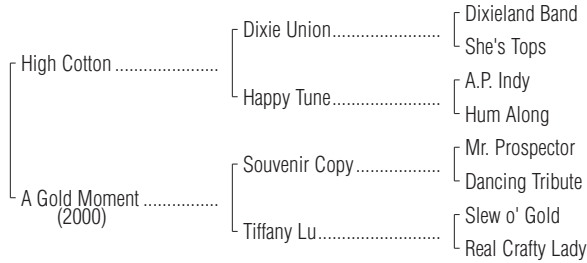 Dixieland Band
Dixie Union
She's Tops
High Cotton
A.P. Indy
Happy Tune
Hum Along
Mr. Prospector
Souvenir Copy
Dancing Tribute
A Gold Moment
(2000)
Slew o' Gold
Tiffany Lu
Real Crafty Lady